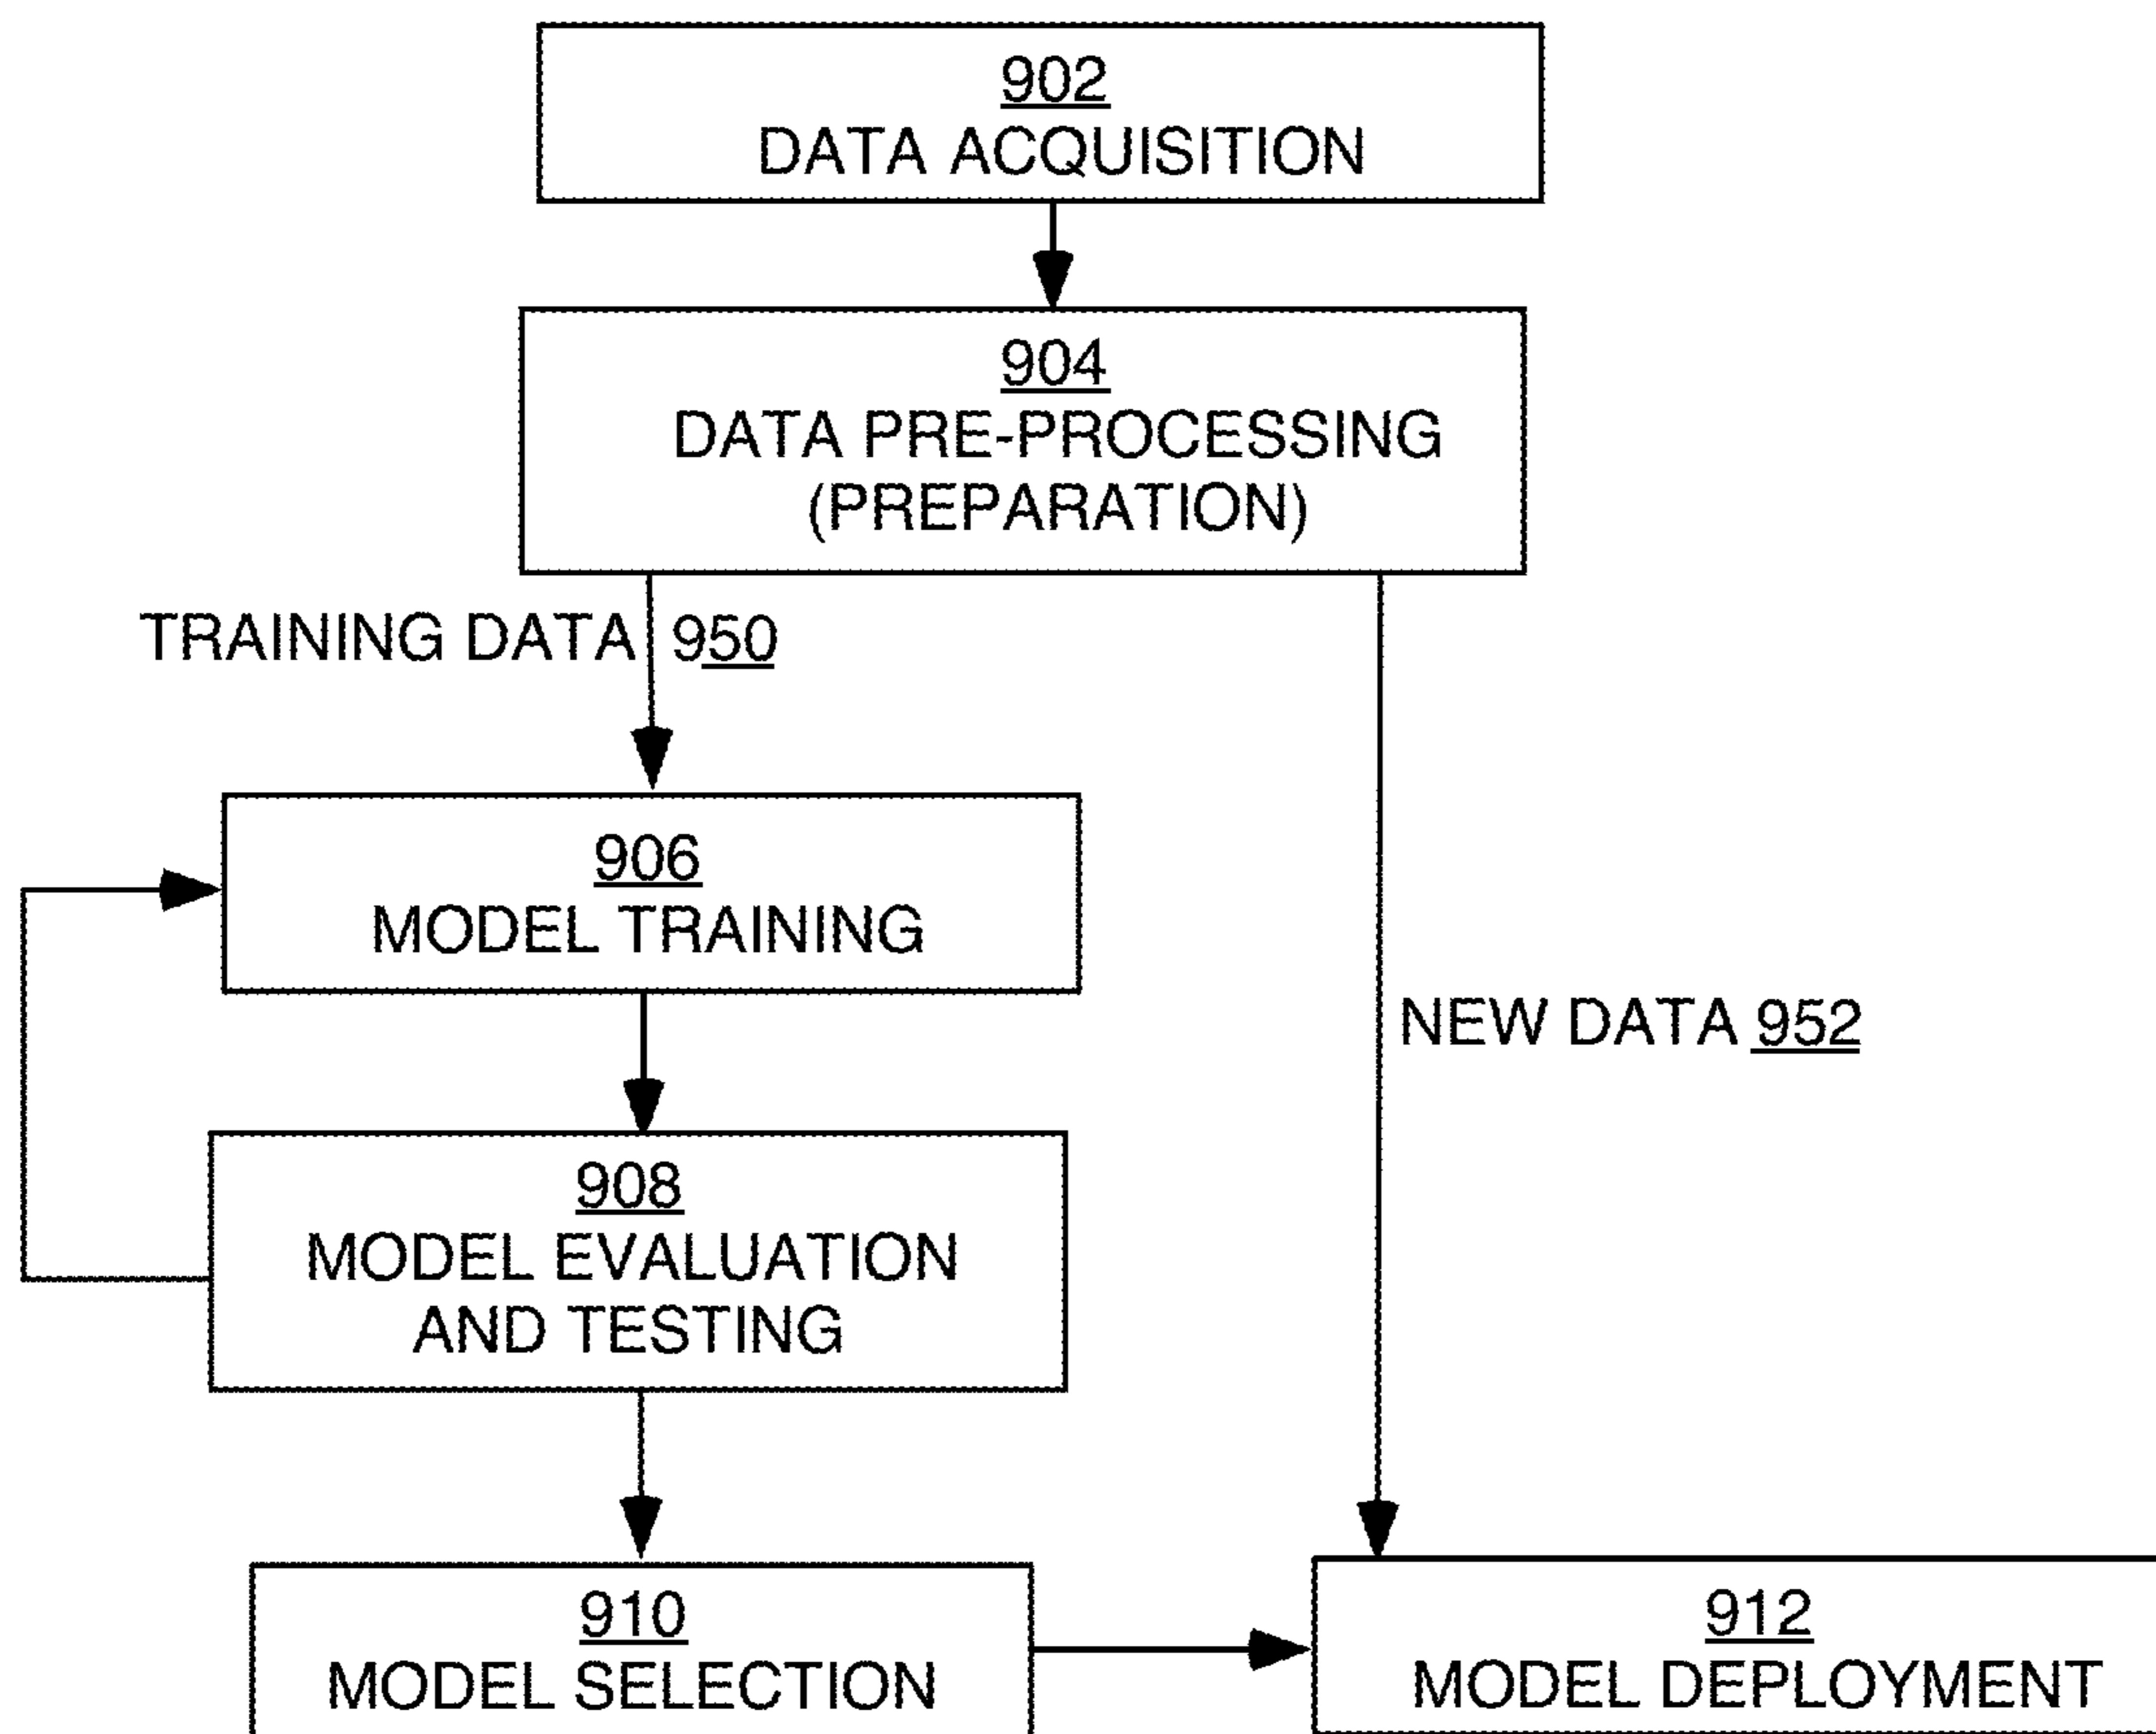 902
DATA ACQUISITION
904
DATA PRE-PROCESSING
(PREPARATION)
TRAINING DATA 950
906
MODEL TRAINING
NEW DATA 952
908
MODEL EVALUATION
AND TESTING
910
MODEL SELECTION
912
MODEL DEPLOYMENT